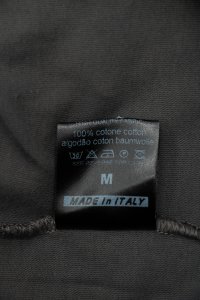 100% cotone cotton
algodão coton baumwolle
M
MADE in ITALY